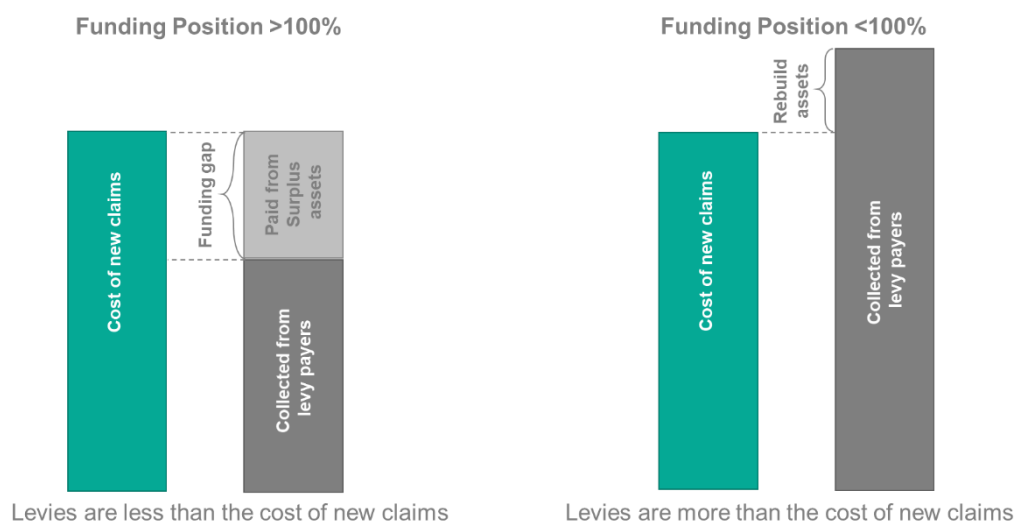 Funding Position >100%
Cost of new claims
Funding gap
Paid from
Surplus
assets
Collected from
levy payers
Levies are less than the cost of new claims
Funding Position <100%
Cost of new claims
Rebuild
assets
Collected from
levy payers
Levies are more than the cost of new claims